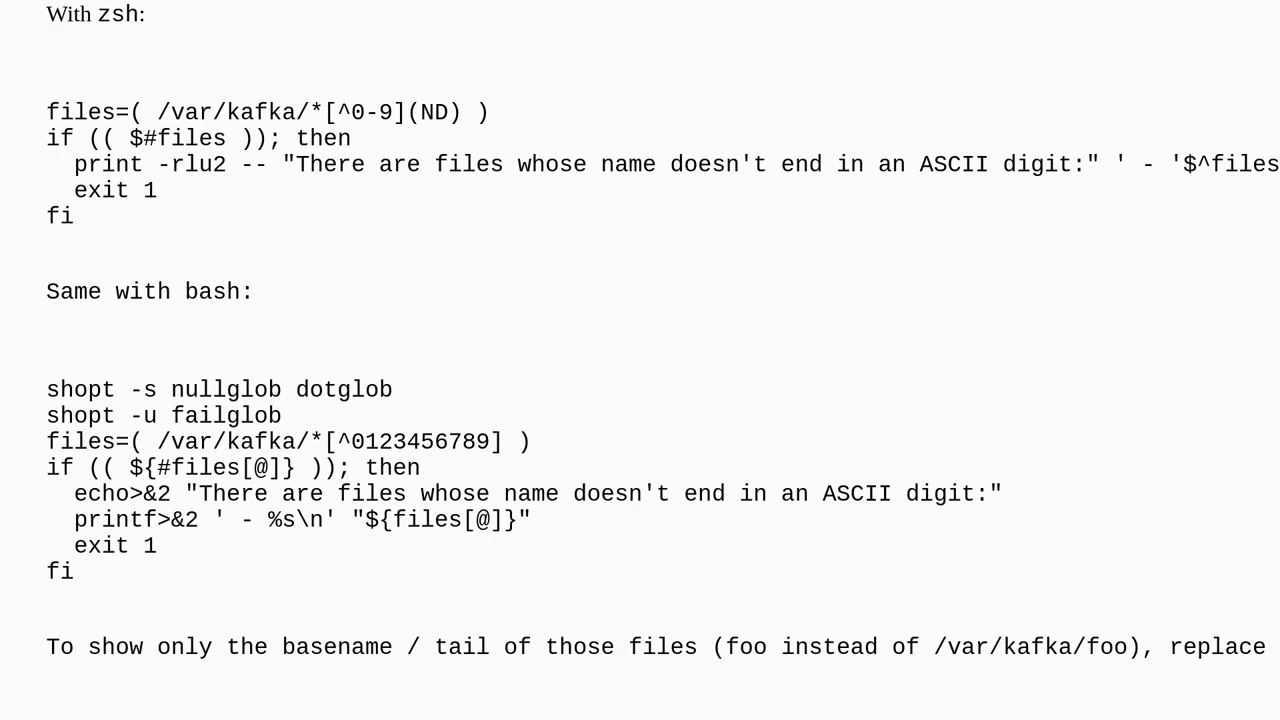 With zsh:
files=( /var/kafka/*[^0-9](ND) )
if (( $#files )); then
  print -rlu2 -- "There are files whose name doesn't end in an ASCII digit:" ' - '$^files
  exit 1
fi
Same with bash:
shopt -s nullglob dotglob
shopt -u failglob
files=( /var/kafka/*[^0123456789] )
if (( ${#files[@]} )); then
  echo>&2 "There are files whose name doesn't end in an ASCII digit:"
  printf>&2 ' - %s\n' "${files[@]}"
  exit 1
fi
To show only the basename / tail of those files (foo instead of /var/kafka/foo), replace